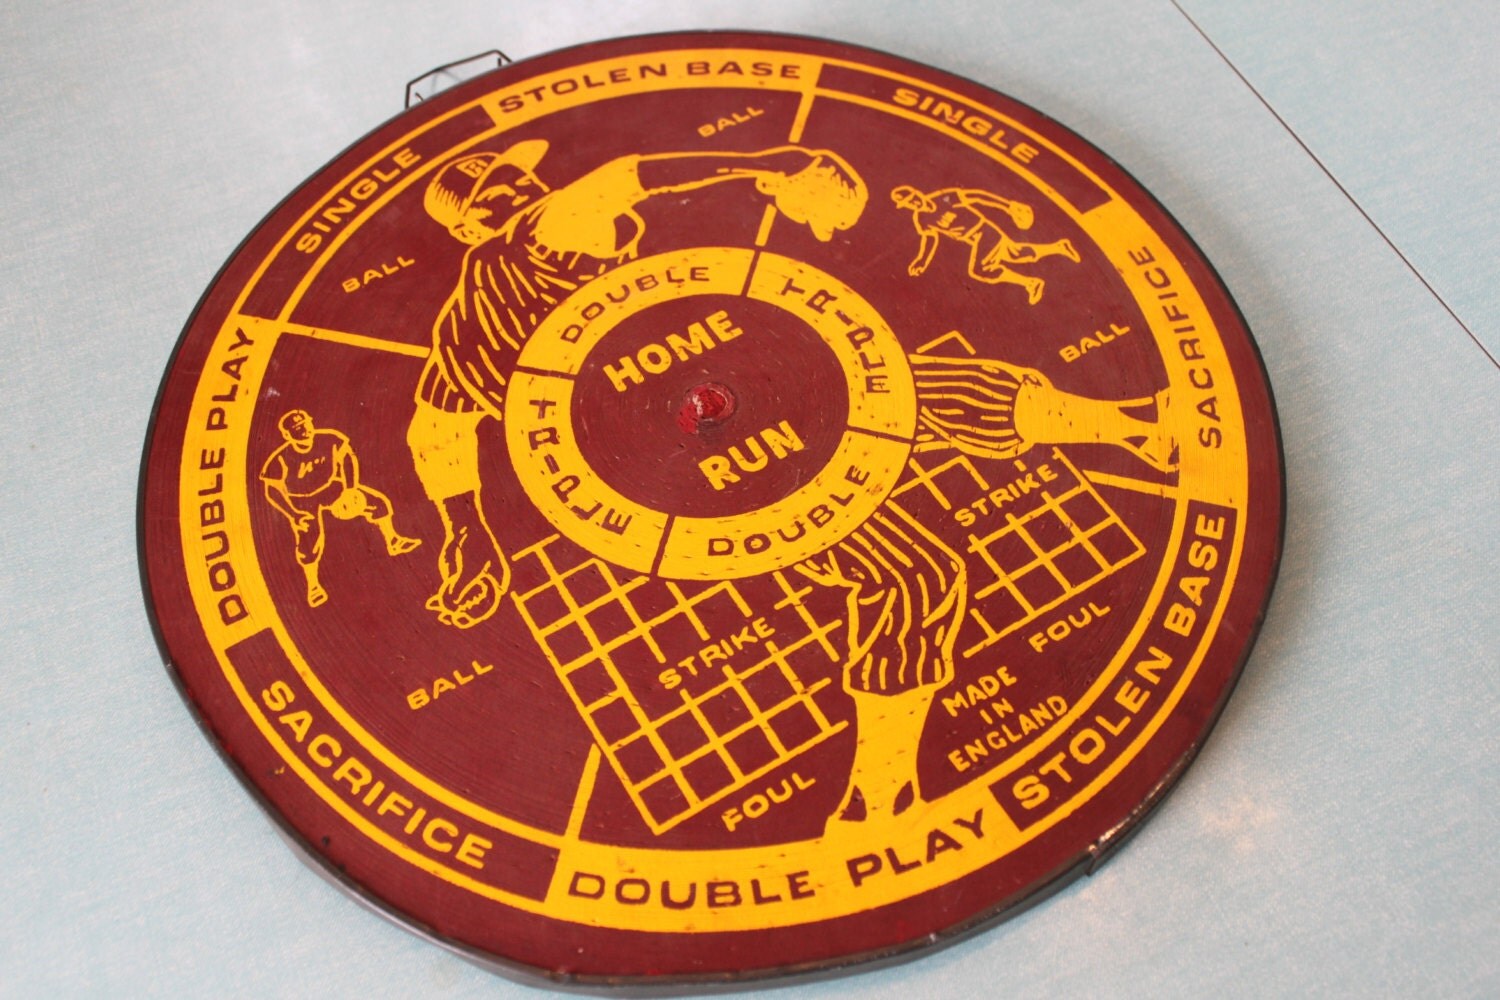 STOLEN BASE
SINGLE
SACRIFICE
STOLEN BASE
DOUBLE PLAY
SACRIFICE
DOUBLE PLAY
SINGLE
BALL
BALL
BALL
BALL
DOUBLE
TRIPLE
DOUBLE
TRIPLE
HOME
RUN
STRIKE
STRIKE
FOUL
FOUL
MADE
IN
ENGLAND